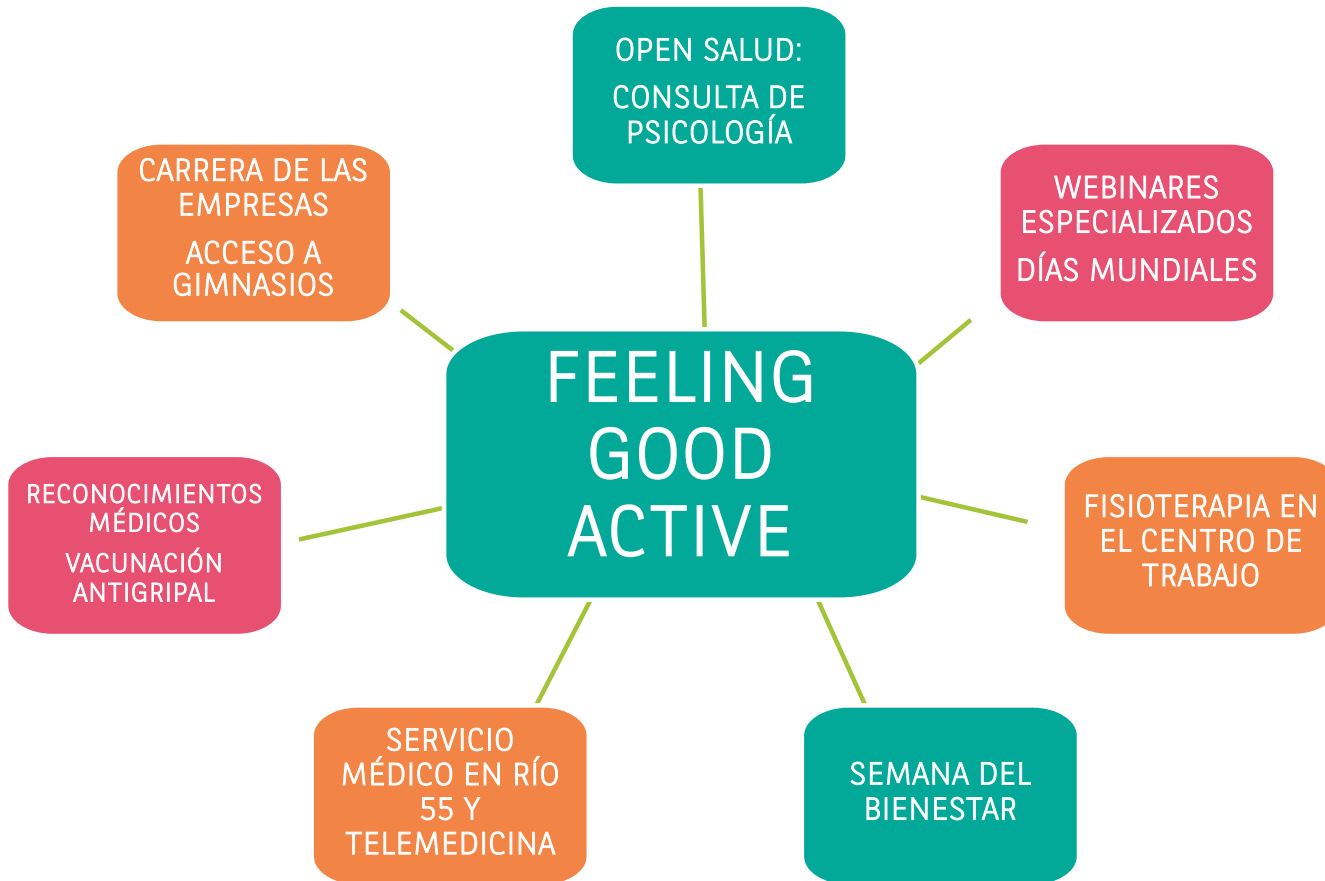 OPEN SALUD:
CONSULTA DE
PSICOLOGÍA
CARRERA DE LAS
EMPRESAS
ACCESO A
GIMNASIOS
WEBINARES
ESPECIALIZADOS
DÍAS MUNDIALES
FEELING
GOOD
ACTIVE
RECONOCIMIENTOS
MÉDICOS
VACUNACIÓN
ANTIGRIPAL
FISIOTERAPIA EN
EL CENTRO DE
TRABAJO
SERVICIO
MÉDICO EN RÍO
55 Y
TELEMEDICINA
SEMANA DEL
BIENESTAR